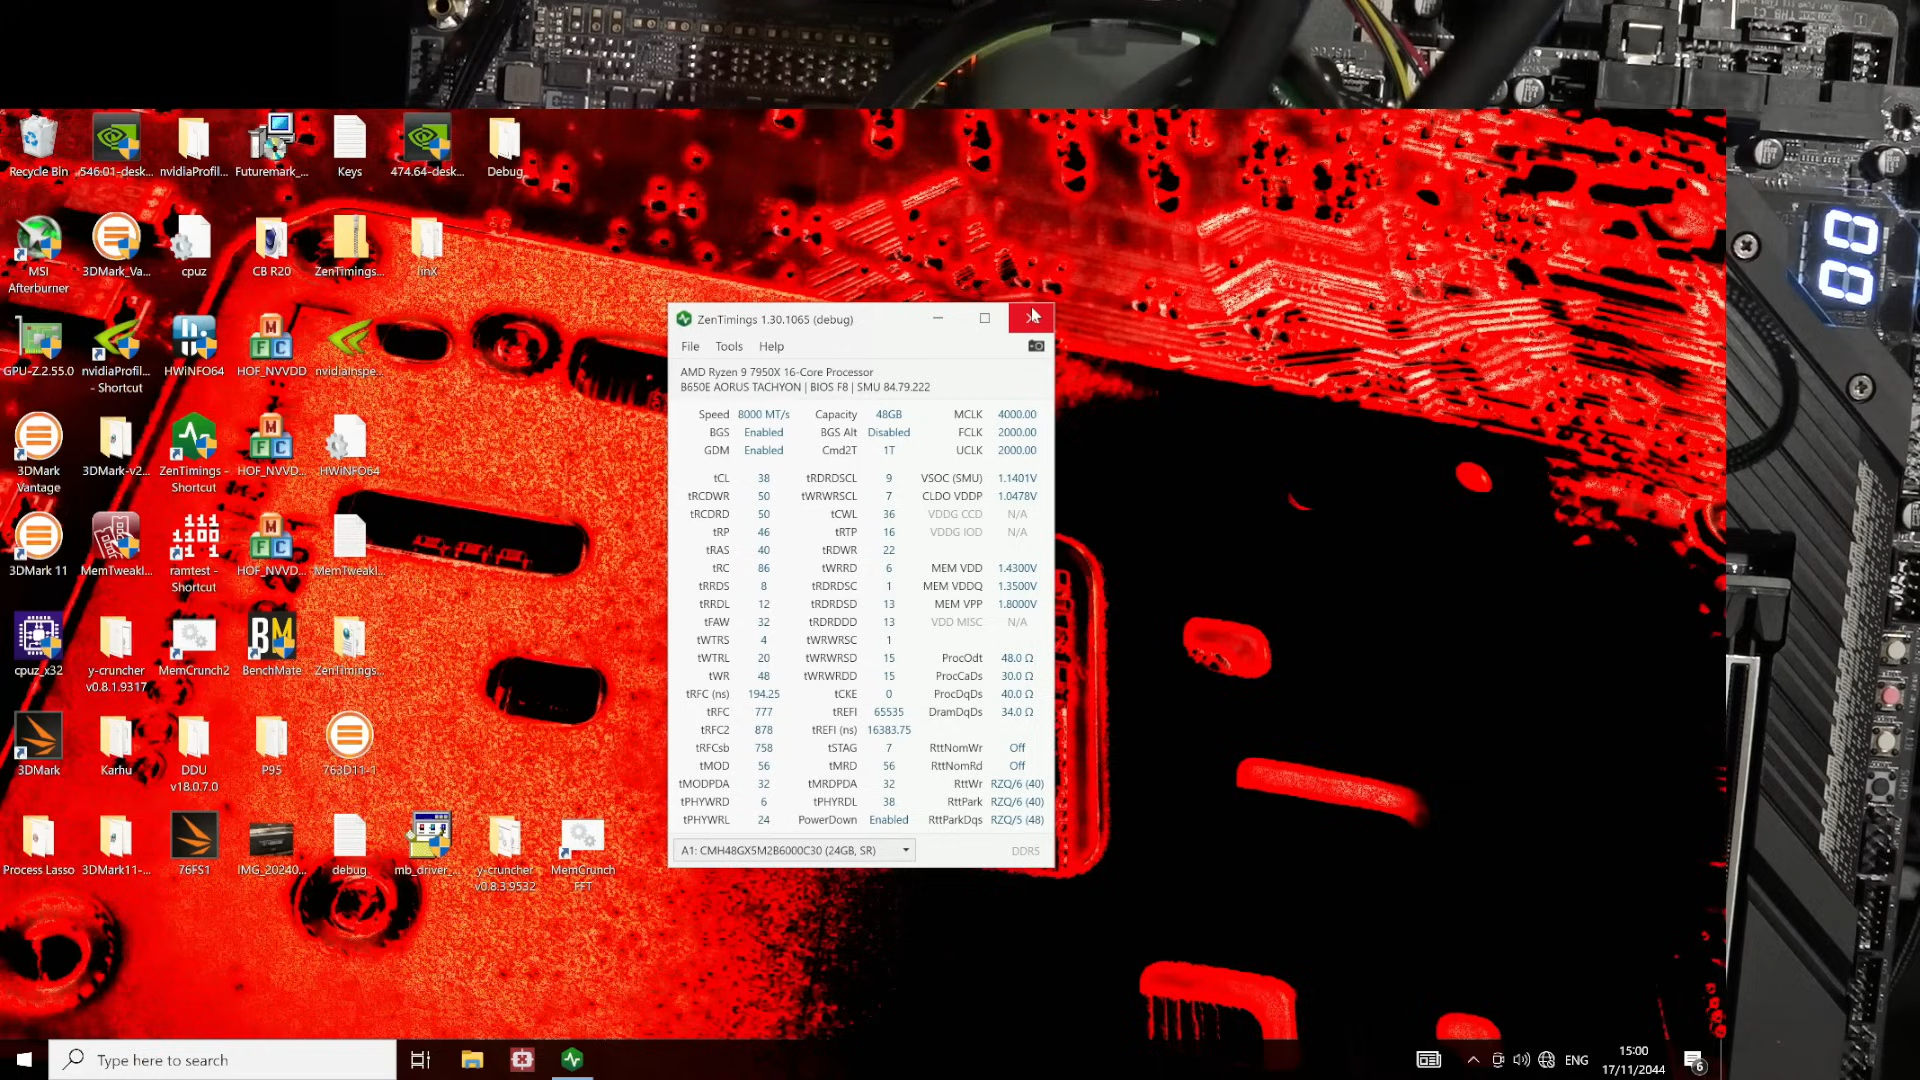 Recycle Bin
546.01-desk...
nvidiaProfil...
Futuremark_...
Keys
474.64-desk...
Debug
MSI Afterburner
3DMark_Va...
cpuz
CB R20
ZenTimings...
linX
GPU-Z.2.55.0
nvidiaProfil... - Shortcut
HWiNFO64
HOF_NVVDD
nvidiaInspe...
3DMark Vantage
3DMark-v2...
ZenTimings - Shortcut
HOF_NVVD...
HWiNFO64
3DMark 11
MemTweakI...
ramtest - Shortcut
HOF_NVVD...
MemTweakI...
cpuz_x32
y-cruncher v0.8.1.9317
MemCrunch2
BenchMate
ZenTimings...
3DMark
Karhu
DDU v18.0.7.0
P95
763D11-1
Process Lasso
3DMark11-...
76FS1
IMG_20240...
debug
mb_driver_...
y-cruncher v0.8.3.9532
MemCrunch FFT
ZenTimings 1.30.1065 (debug)
File Tools Help
AMD Ryzen 9 7950X 16-Core Processor
B650E AORUS TACHYON | BIOS F8 | SMU 84.79.222
Speed 8000 MT/s Capacity 48GB MCLK 4000.00
BGS Enabled BGS Alt Disabled FCLK 2000.00
GDM Enabled Cmd2T 1T UCLK 2000.00
tCL 38 tRDRDSCL 9 VSOC (SMU) 1.1401V
tRCDWR 50 tWRWRSCL 7 CLDO VDDP 1.0478V
tRCDRD 50 tCWL 36 VDDG CCD N/A
tRP 46 tRTP 16 VDDG IOD N/A
tRAS 40 tRDWR 22
tRC 86 tWRRD 6 MEM VDD 1.4300V
tRRDS 8 tRDRDSC 1 MEM VDDQ 1.3500V
tRRDL 12 tRDRDSD 13 MEM VPP 1.8000V
tFAW 32 tRDRDDD 13 VDD MISC N/A
tWTRS 4 tWRWRSC 1
tWTRL 20 tWRWRSD 15 ProcOdt 48.0 Ω
tWR 48 tWRWRDD 15 ProcCaDs 30.0 Ω
tRFC (ns) 194.25 tCKE 0 ProcDqDs 40.0 Ω
tRFC 777 tREFI 65535 DramDqDs 34.0 Ω
tRFC2 878 tREFI (ns) 16383.75
tRFCsb 758 tSTAG 7 RttNomWr Off
tMOD 56 tMRD 56 RttNomRd Off
tMODPDA 32 tMRDPDA 32 RttWr RZQ/6 (40)
tPHYWRD 6 tPHYRDL 38 RttPark RZQ/6 (40)
tPHYWRL 24 PowerDown Enabled RttParkDqs RZQ/5 (48)
A1: CMH48GX5M2B6000C30 (24GB, SR) DDR5
Type here to search
ENG
15:00
17/11/2044
6